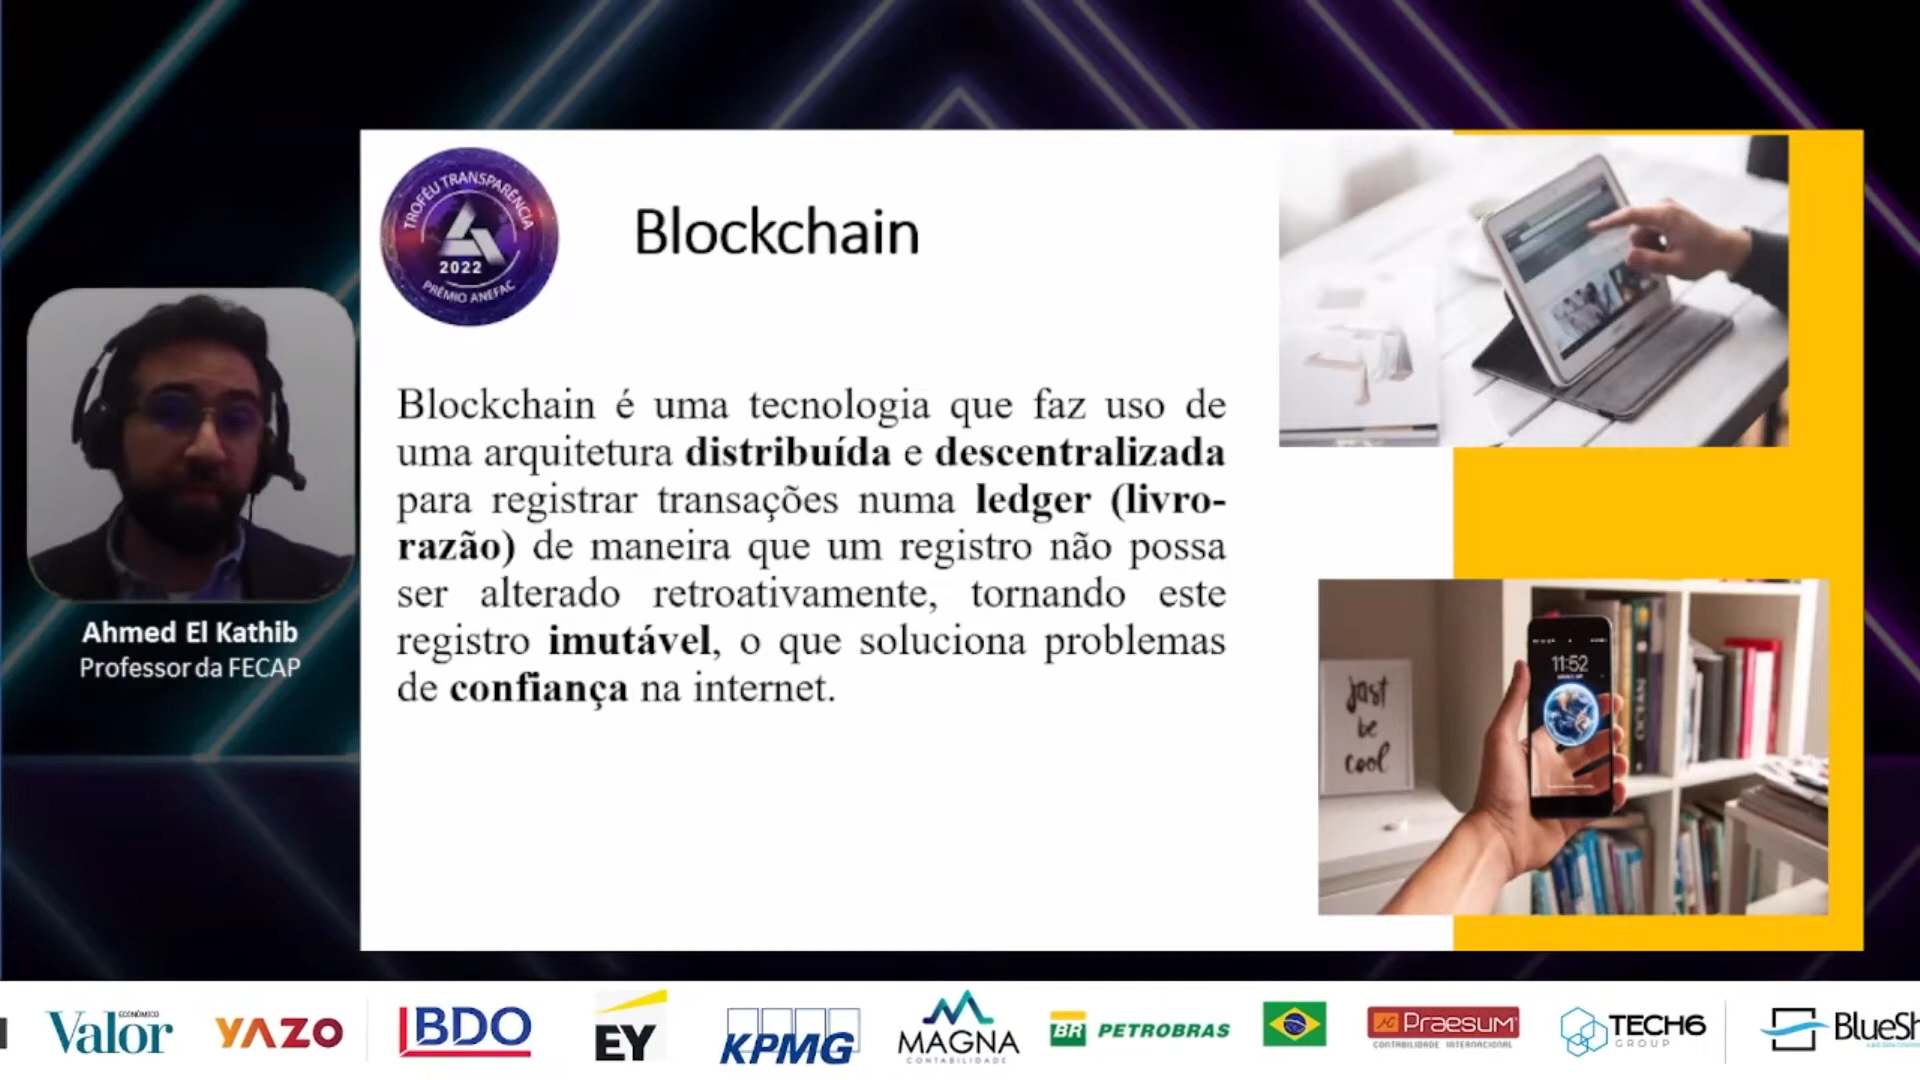 TROFÉU TRANSPARÊNCIA
2022
PRÊMIO ANEFAC
Blockchain
Blockchain é uma tecnologia que faz uso de
uma arquitetura distribuída e descentralizada
para registrar transações numa ledger (livro-
razão) de maneira que um registro não possa
ser alterado retroativamente, tornando este
registro imutável, o que soluciona problemas
de confiança na internet.
Ahmed El Kathib
Professor da FECAP
11:52
just
be
cool
OCEAN
Valor
ECONÔMICO
YAZO
BDO
EY
KPMG
MAGNA
CONTABILIDADE
BR PETROBRAS
Praesum
CONTABILIDADE INTERNACIONAL
TECH6
GROUP
BlueSh